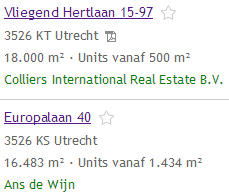 Vliegend Hertlaan 15-97
3526 KT Utrecht
18.000 m² · Units vanaf 500 m²
Colliers International Real Estate B.V.
Europalaan 40
3526 KS Utrecht
16.483 m² · Units vanaf 1.434 m²
Ans de Wijn